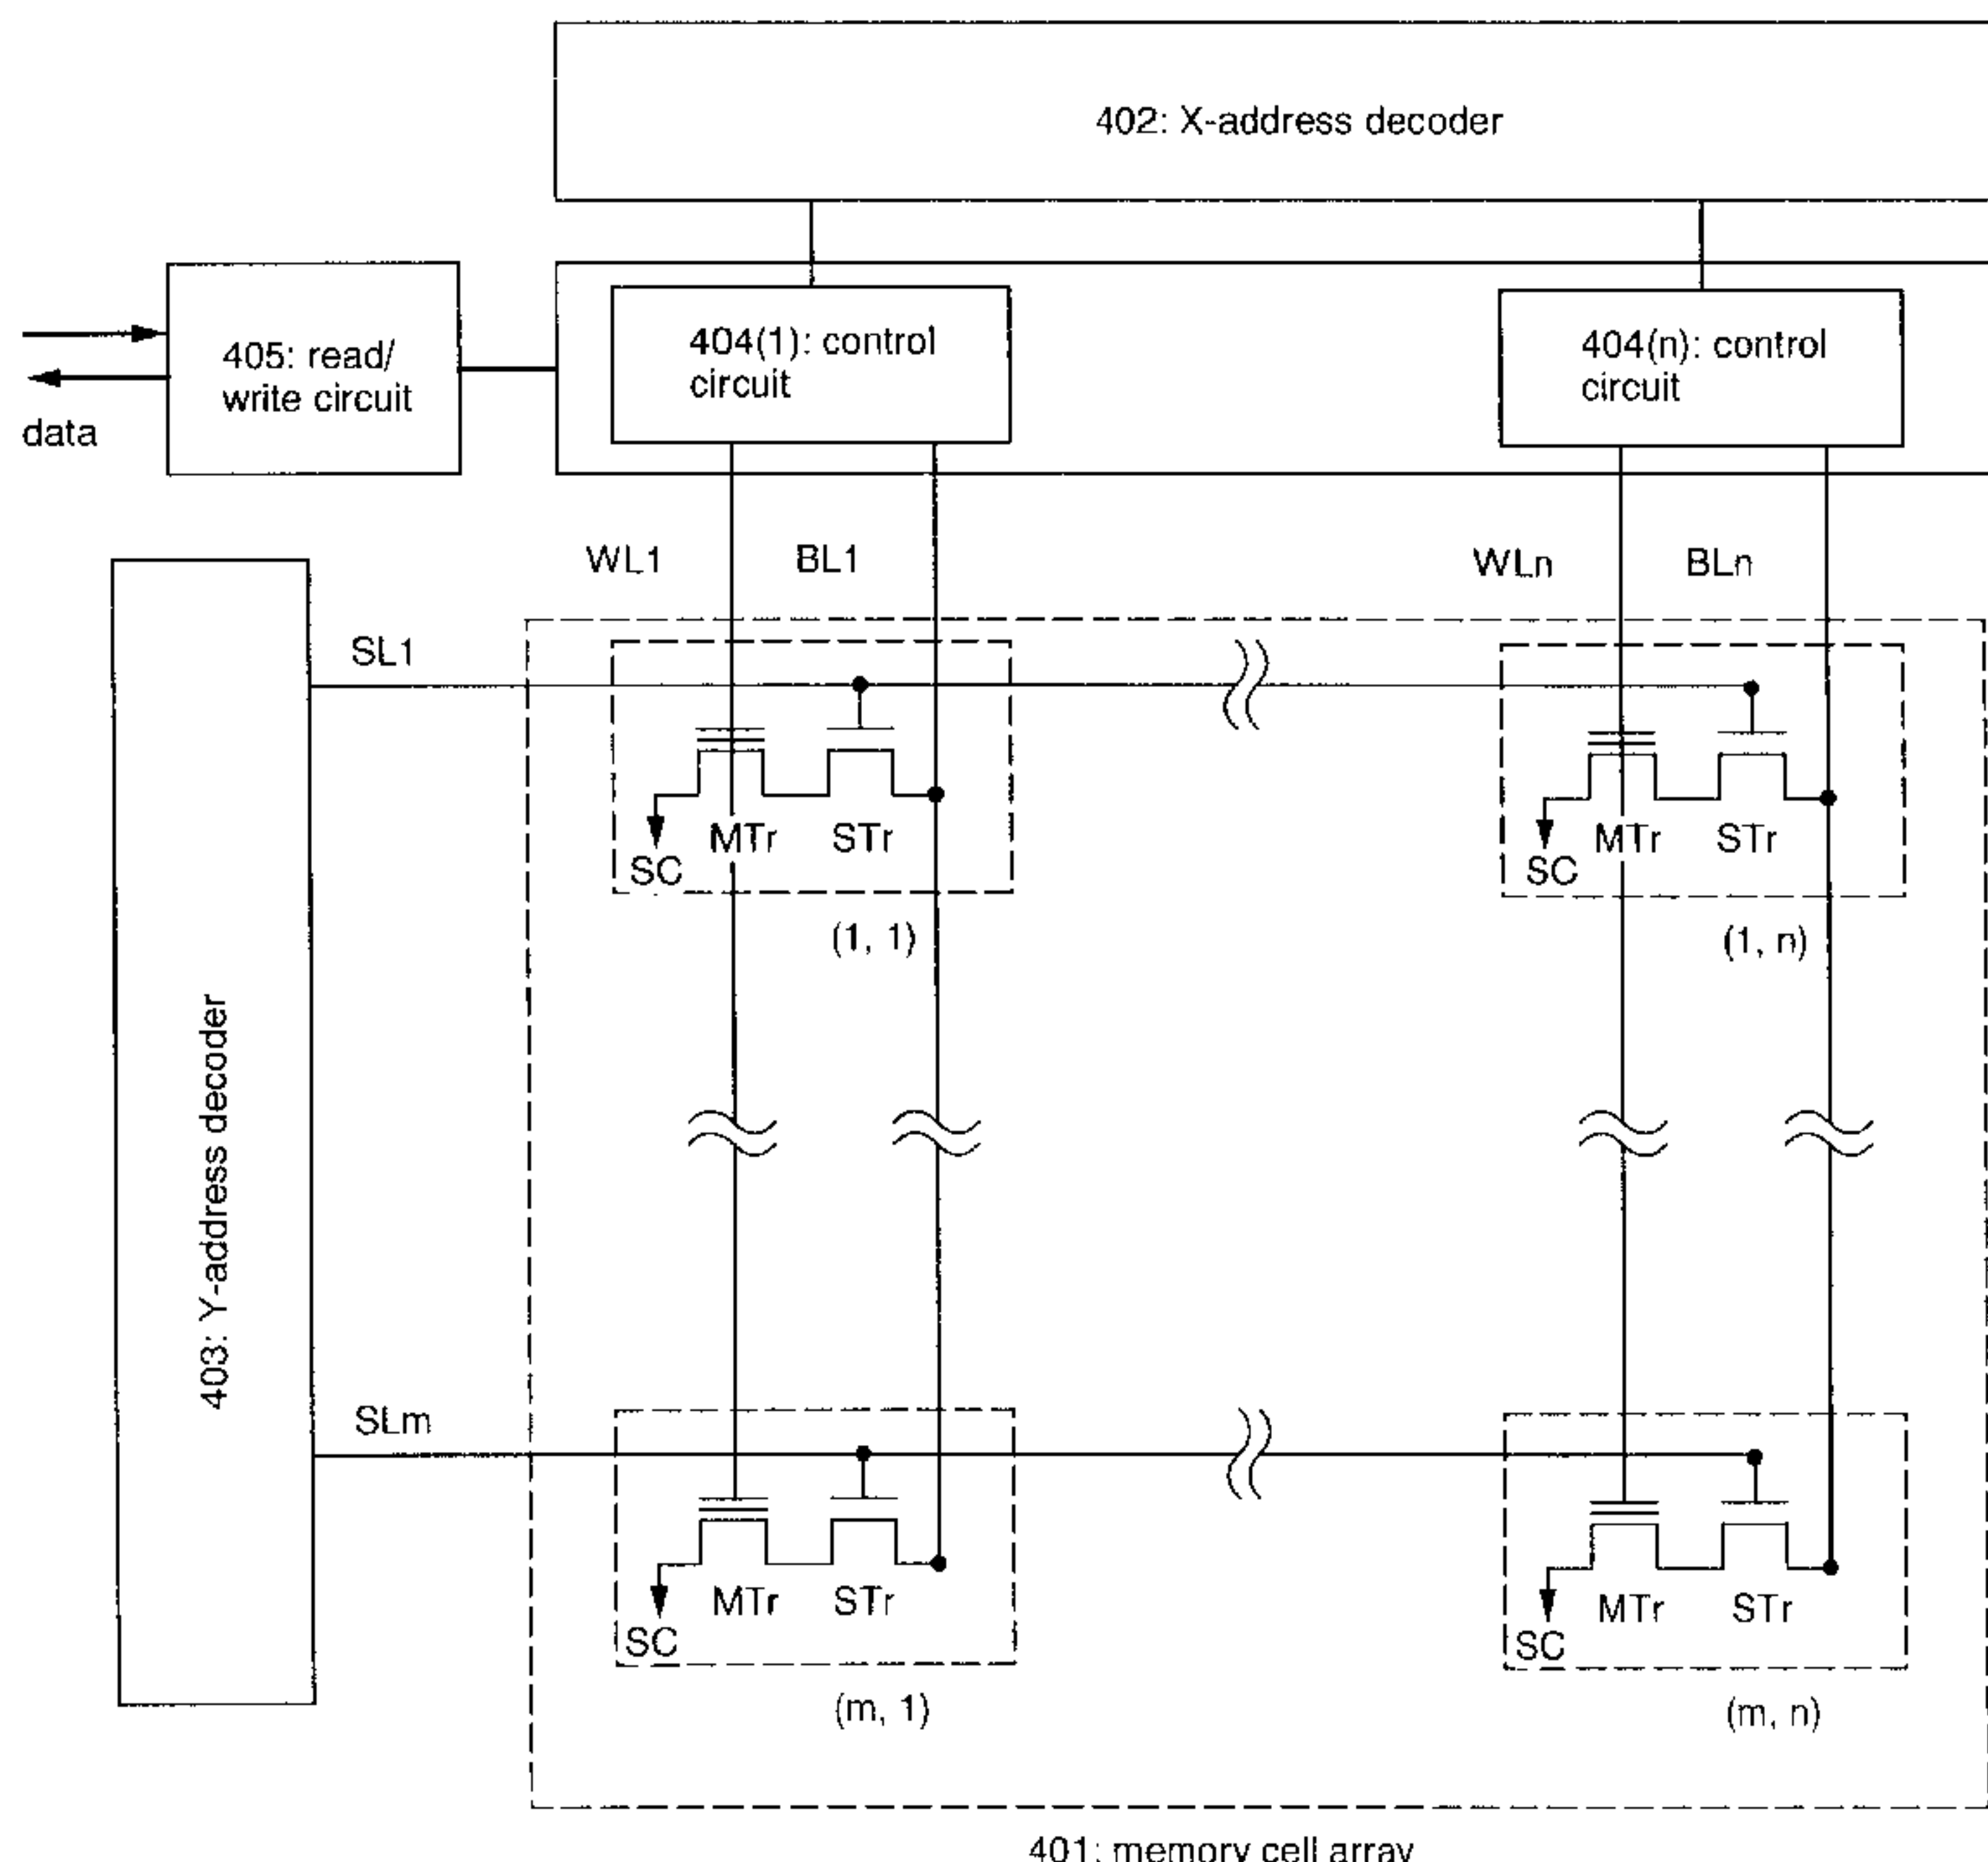 402: X-address decoder
405: read/
write circuit
data
404(1): control
circuit
404(n): control
circuit
WL1
BL1
WLn
BLn
SL1
MTr
STr
SC
(1, 1)
MTr
STr
SC
(1, n)
403: Y-address decoder
SLm
MTr
STr
SC
(m, 1)
MTr
STr
SC
(m, n)
401: memory cell array